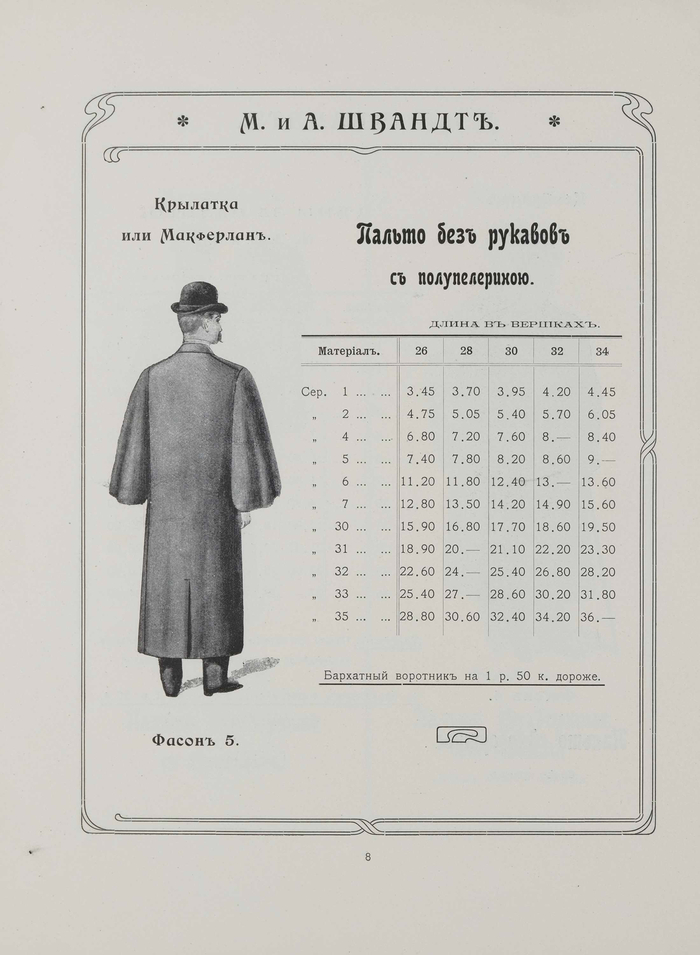 * М. и А. ШВАНДТЪ. *
Крылатка
или Макферланъ.
Пальто безъ рукавовъ
съ полупелериною.
ДЛИНА ВЪ ВЕРШКАХЪ.
Матеріалъ. 26 28 30 32 34
Сер. 1 ... ... 3.45 3.70 3.95 4.20 4.45
„ 2 ... ... 4.75 5.05 5.40 5.70 6.05
„ 4 ... ... 6.80 7.20 7.60 8.— 8.40
„ 5 ... ... 7.40 7.80 8.20 8.60 9.—
„ 6 ... ... 11.20 11.80 12.40 13.— 13.60
„ 7 ... ... 12.80 13.50 14.20 14.90 15.60
„ 30 ... ... 15.90 16.80 17.70 18.60 19.50
„ 31 ... ... 18.90 20.— 21.10 22.20 23.30
„ 32 ... ... 22.60 24.— 25.40 26.80 28.20
„ 33 ... ... 25.40 27.— 28.60 30.20 31.80
„ 35 ... ... 28.80 30.60 32.40 34.20 36.—
Бархатный воротникъ на 1 р. 50 к. дороже.
Фасонъ 5.
8